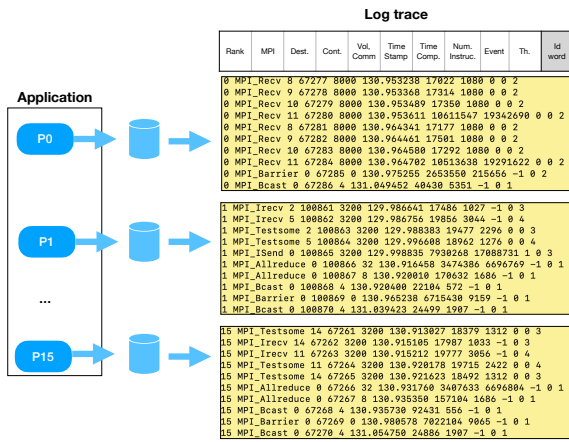 Log trace
Rank MPI Dest. Cont. Vol, Comm Time Stamp Time Comp. Num. Instruc. Event Th. Id word
Application
P0
0 MPI_Recv 8 67277 8000 130.953238 17022 1080 0 0 2
0 MPI_Recv 9 67278 8000 130.953368 17314 1080 0 0 2
0 MPI_Recv 10 67279 8000 130.953489 17350 1080 0 0 2
0 MPI_Recv 11 67280 8000 130.953611 10611547 19342690 0 0 2
0 MPI_Recv 8 67281 8000 130.964341 17177 1080 0 0 2
0 MPI_Recv 9 67282 8000 130.964461 17501 1080 0 0 2
0 MPI_Recv 10 67283 8000 130.964580 17292 1080 0 0 2
0 MPI_Recv 11 67284 8000 130.964702 10513638 19291622 0 0 2
0 MPI_Barrier 0 67285 0 130.975255 2653550 215656 -1 0 2
0 MPI_Bcast 0 67286 4 131.049452 40430 5351 -1 0 1
P1
1 MPI_Irecv 2 100861 3200 129.986641 17486 1027 -1 0 3
1 MPI_Irecv 5 100862 3200 129.986756 19856 3044 -1 0 4
1 MPI_Testsome 2 100863 3200 129.988383 19477 2296 0 0 3
1 MPI_Testsome 5 100864 3200 129.996608 18962 1276 0 0 4
1 MPI_ISend 0 100865 3200 129.998835 7930268 17088731 1 0 3
1 MPI_Allreduce 0 100866 32 130.916458 3474386 6696769 -1 0 1
1 MPI_Allreduce 0 100867 8 130.920010 170632 1686 -1 0 1
1 MPI_Bcast 0 100868 4 130.920400 22104 572 -1 0 1
1 MPI_Barrier 0 100869 0 130.965238 6715430 9159 -1 0 1
1 MPI_Bcast 0 100870 4 131.039423 24499 1907 -1 0 1
...
P15
15 MPI_Testsome 14 67261 3200 130.913027 18379 1312 0 0 3
15 MPI_Irecv 14 67262 3200 130.915105 17987 1033 -1 0 3
15 MPI_Irecv 11 67263 3200 130.915212 19777 3056 -1 0 4
15 MPI_Testsome 11 67264 3200 130.920178 19715 2422 0 0 4
15 MPI_Testsome 14 67265 3200 130.921623 18492 1312 0 0 3
15 MPI_Allreduce 0 67266 32 130.931760 3407633 6696804 -1 0 1
15 MPI_Allreduce 0 67267 8 130.935350 157104 1686 -1 0 1
15 MPI_Bcast 0 67268 4 130.935730 92431 556 -1 0 1
15 MPI_Barrier 0 67269 0 130.980578 7022104 9065 -1 0 1
15 MPI_Bcast 0 67270 4 131.054750 24886 1907 -1 0 1